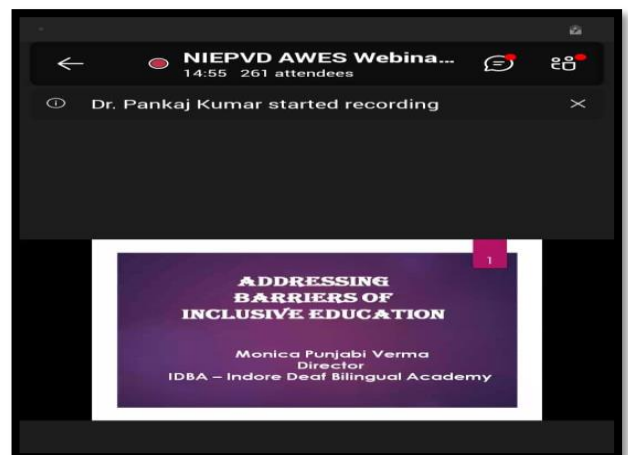 NIEPVD AWES Webina...
14:55 261 attendees
Dr. Pankaj Kumar started recording
1
ADDRESSING
BARRIERS OF
INCLUSIVE EDUCATION
Monica Punjabi Verma
Director
IDBA – Indore Deaf Bilingual Academy